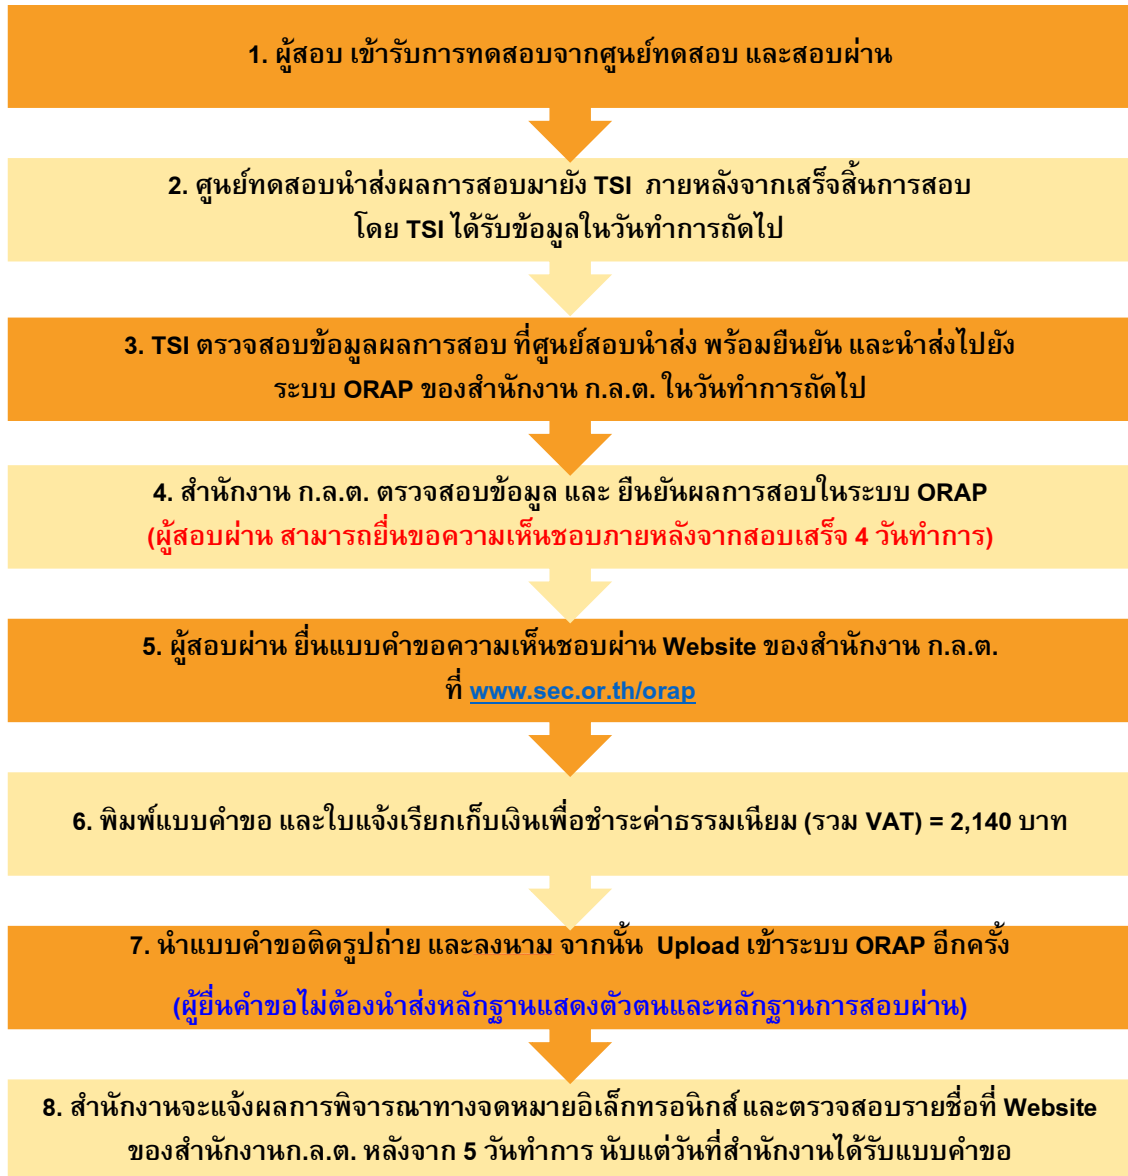 1. ผู้สอบ เข้ารับการทดสอบจากศูนย์ทดสอบ และสอบผ่าน
2. ศูนย์ทดสอบนำส่งผลการสอบมายัง TSI ภายหลังจากเสร็จสิ้นการสอบ
โดย TSI ได้รับข้อมูลในวันทำการถัดไป
3. TSI ตรวจสอบข้อมูลผลการสอบ ที่ศูนย์สอบนำส่ง พร้อมยืนยัน และนำส่งไปยัง
ระบบ ORAP ของสำนักงาน ก.ล.ต. ในวันทำการถัดไป
4. สำนักงาน ก.ล.ต. ตรวจสอบข้อมูล และ ยืนยันผลการสอบในระบบ ORAP
(ผู้สอบผ่าน สามารถยื่นขอความเห็นชอบภายหลังจากสอบเสร็จ 4 วันทำการ)
5. ผู้สอบผ่าน ยื่นแบบคำขอความเห็นชอบผ่าน Website ของสำนักงาน ก.ล.ต.
ที่ www.sec.or.th/orap
6. พิมพ์แบบคำขอ และใบแจ้งเรียกเก็บเงินเพื่อชำระค่าธรรมเนียม (รวม VAT) = 2,140 บาท
7. นำแบบคำขอติดรูปถ่าย และลงนาม จากนั้น Upload เข้าระบบ ORAP อีกครั้ง
(ผู้ยื่นคำขอไม่ต้องนำส่งหลักฐานแสดงตัวตนและหลักฐานการสอบผ่าน)
8. สำนักงานจะแจ้งผลการพิจารณาทางจดหมายอิเล็กทรอนิกส์ และตรวจสอบรายชื่อที่ Website
ของสำนักงานก.ล.ต. หลังจาก 5 วันทำการ นับแต่วันที่สำนักงานได้รับแบบคำขอ